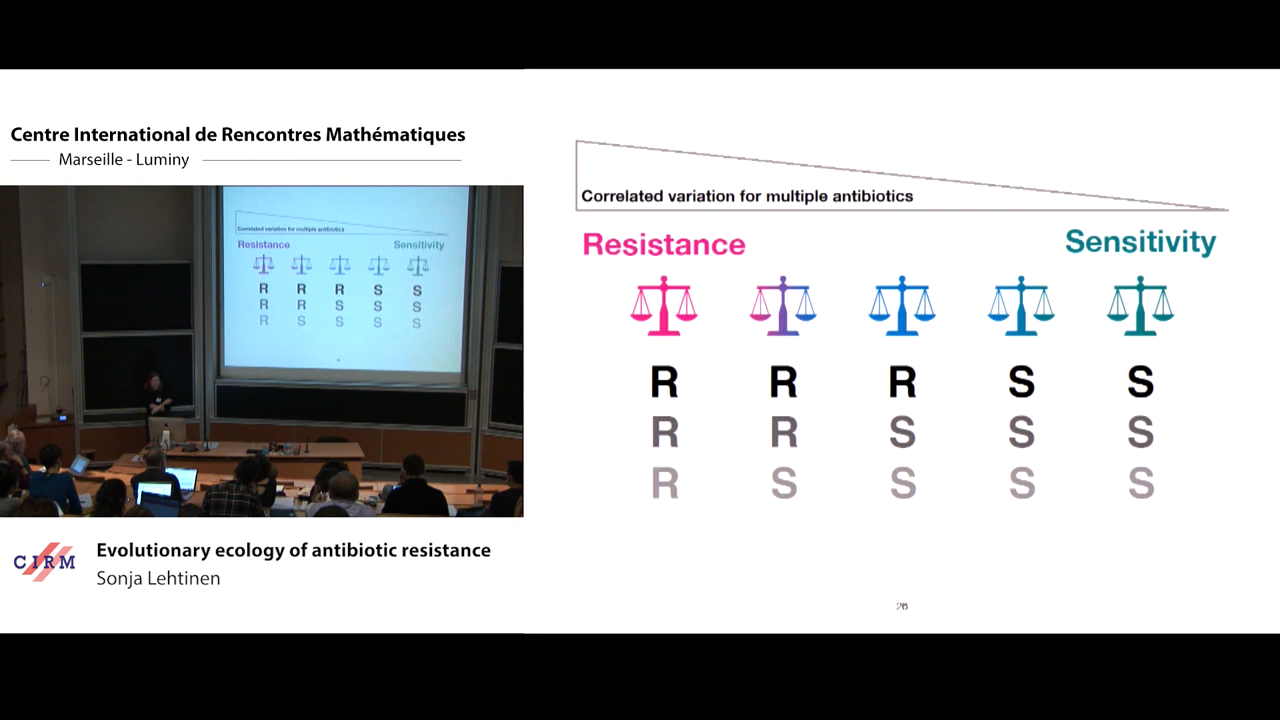 Centre International de Rencontres Mathématiques
Marseille - Luminy
Correlated variation for multiple antibiotics
Resistance Sensitivity
R R R S S
R R S S S
R S S S S
CIRM
Evolutionary ecology of antibiotic resistance
Sonja Lehtinen
Correlated variation for multiple antibiotics
Resistance Sensitivity
R R R S S
R R S S S
R S S S S